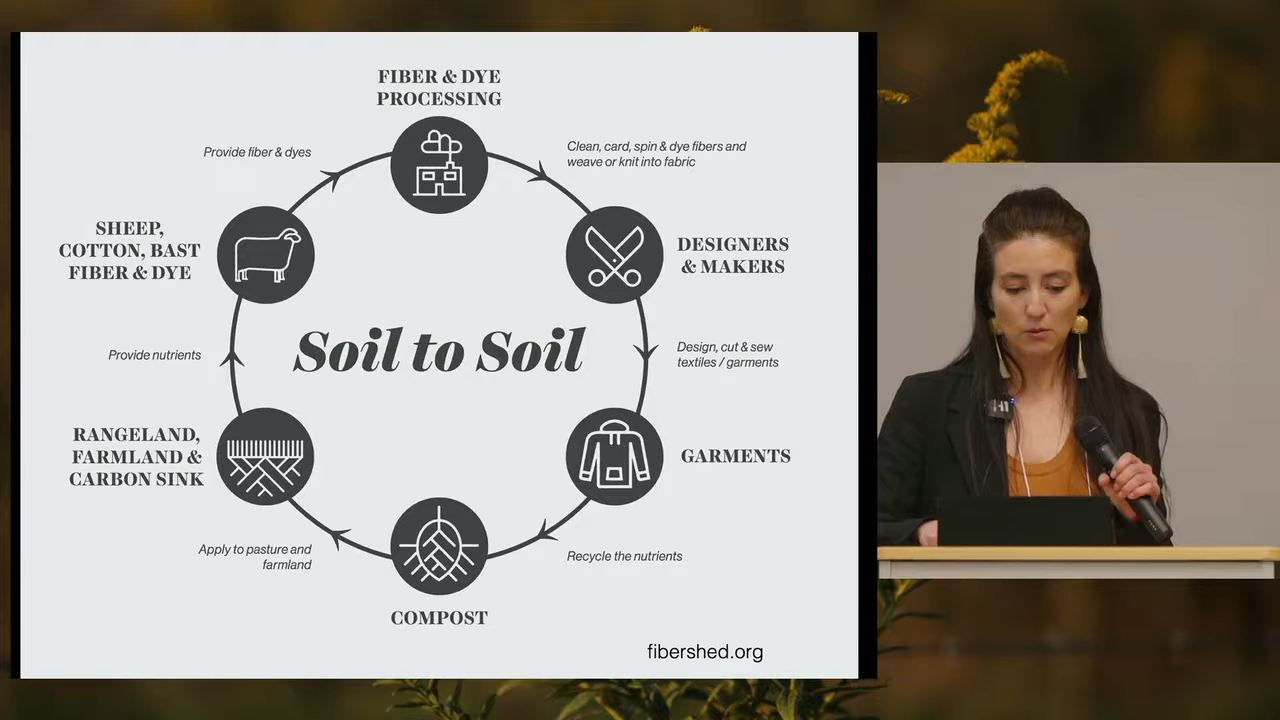 FIBER & DYE
PROCESSING
Provide fiber & dyes
Clean, card, spin & dye fibers and
weave or knit into fabric
SHEEP,
COTTON, BAST
FIBER & DYE
DESIGNERS
& MAKERS
Soil to Soil
Provide nutrients
Design, cut & sew
textiles / garments
RANGELAND,
FARMLAND &
CARBON SINK
GARMENTS
Apply to pasture and
farmland
Recycle the nutrients
COMPOST
fibershed.org